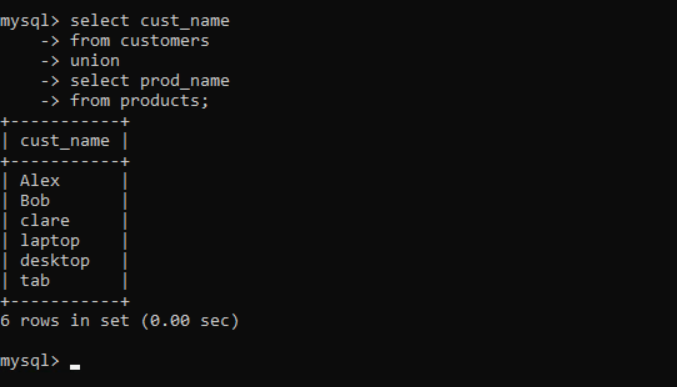 mysql> select cust_name
    -> from customers
    -> union
    -> select prod_name
    -> from products;
+-----------+
| cust_name |
+-----------+
| Alex      |
| Bob       |
| clare     |
| laptop    |
| desktop   |
| tab       |
+-----------+
6 rows in set (0.00 sec)
mysql> _